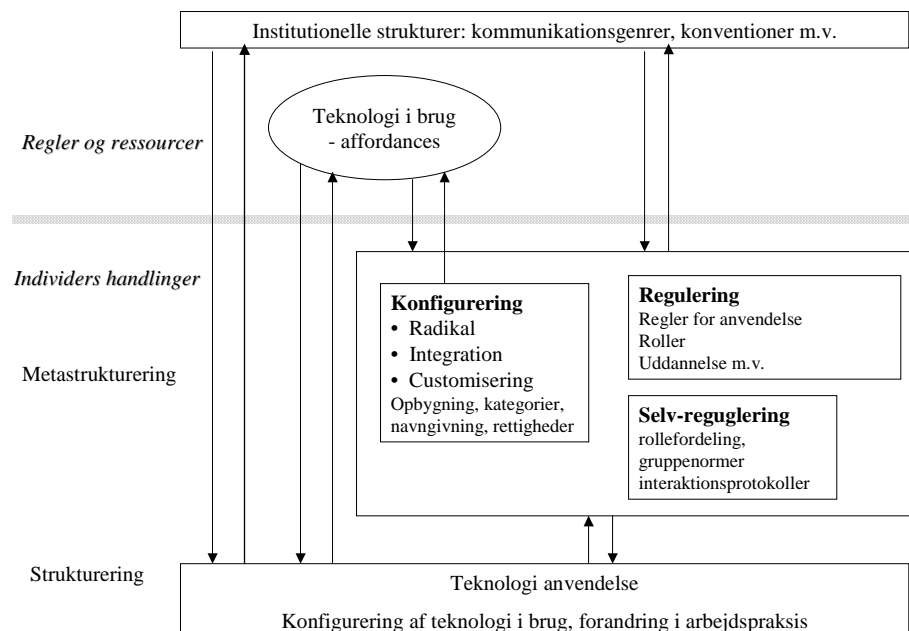 Institutionelle strukturer: kommunikationsgenrer, konventioner m.v.
Teknologi i brug
- affordances
Regler og ressourcer
Individers handlinger
Konfigurering
• Radikal
• Integration
• Customisering
Opbygning, kategorier,
navngivning, rettigheder
Regulering
Regler for anvendelse
Roller
Uddannelse m.v.
Metastrukturering
Selv-reguglering
rollefordeling,
gruppenormer
interaktionsprotokoller
Strukturering
Teknologi anvendelse
Konfigurering af teknologi i brug, forandring i arbejdspraksis